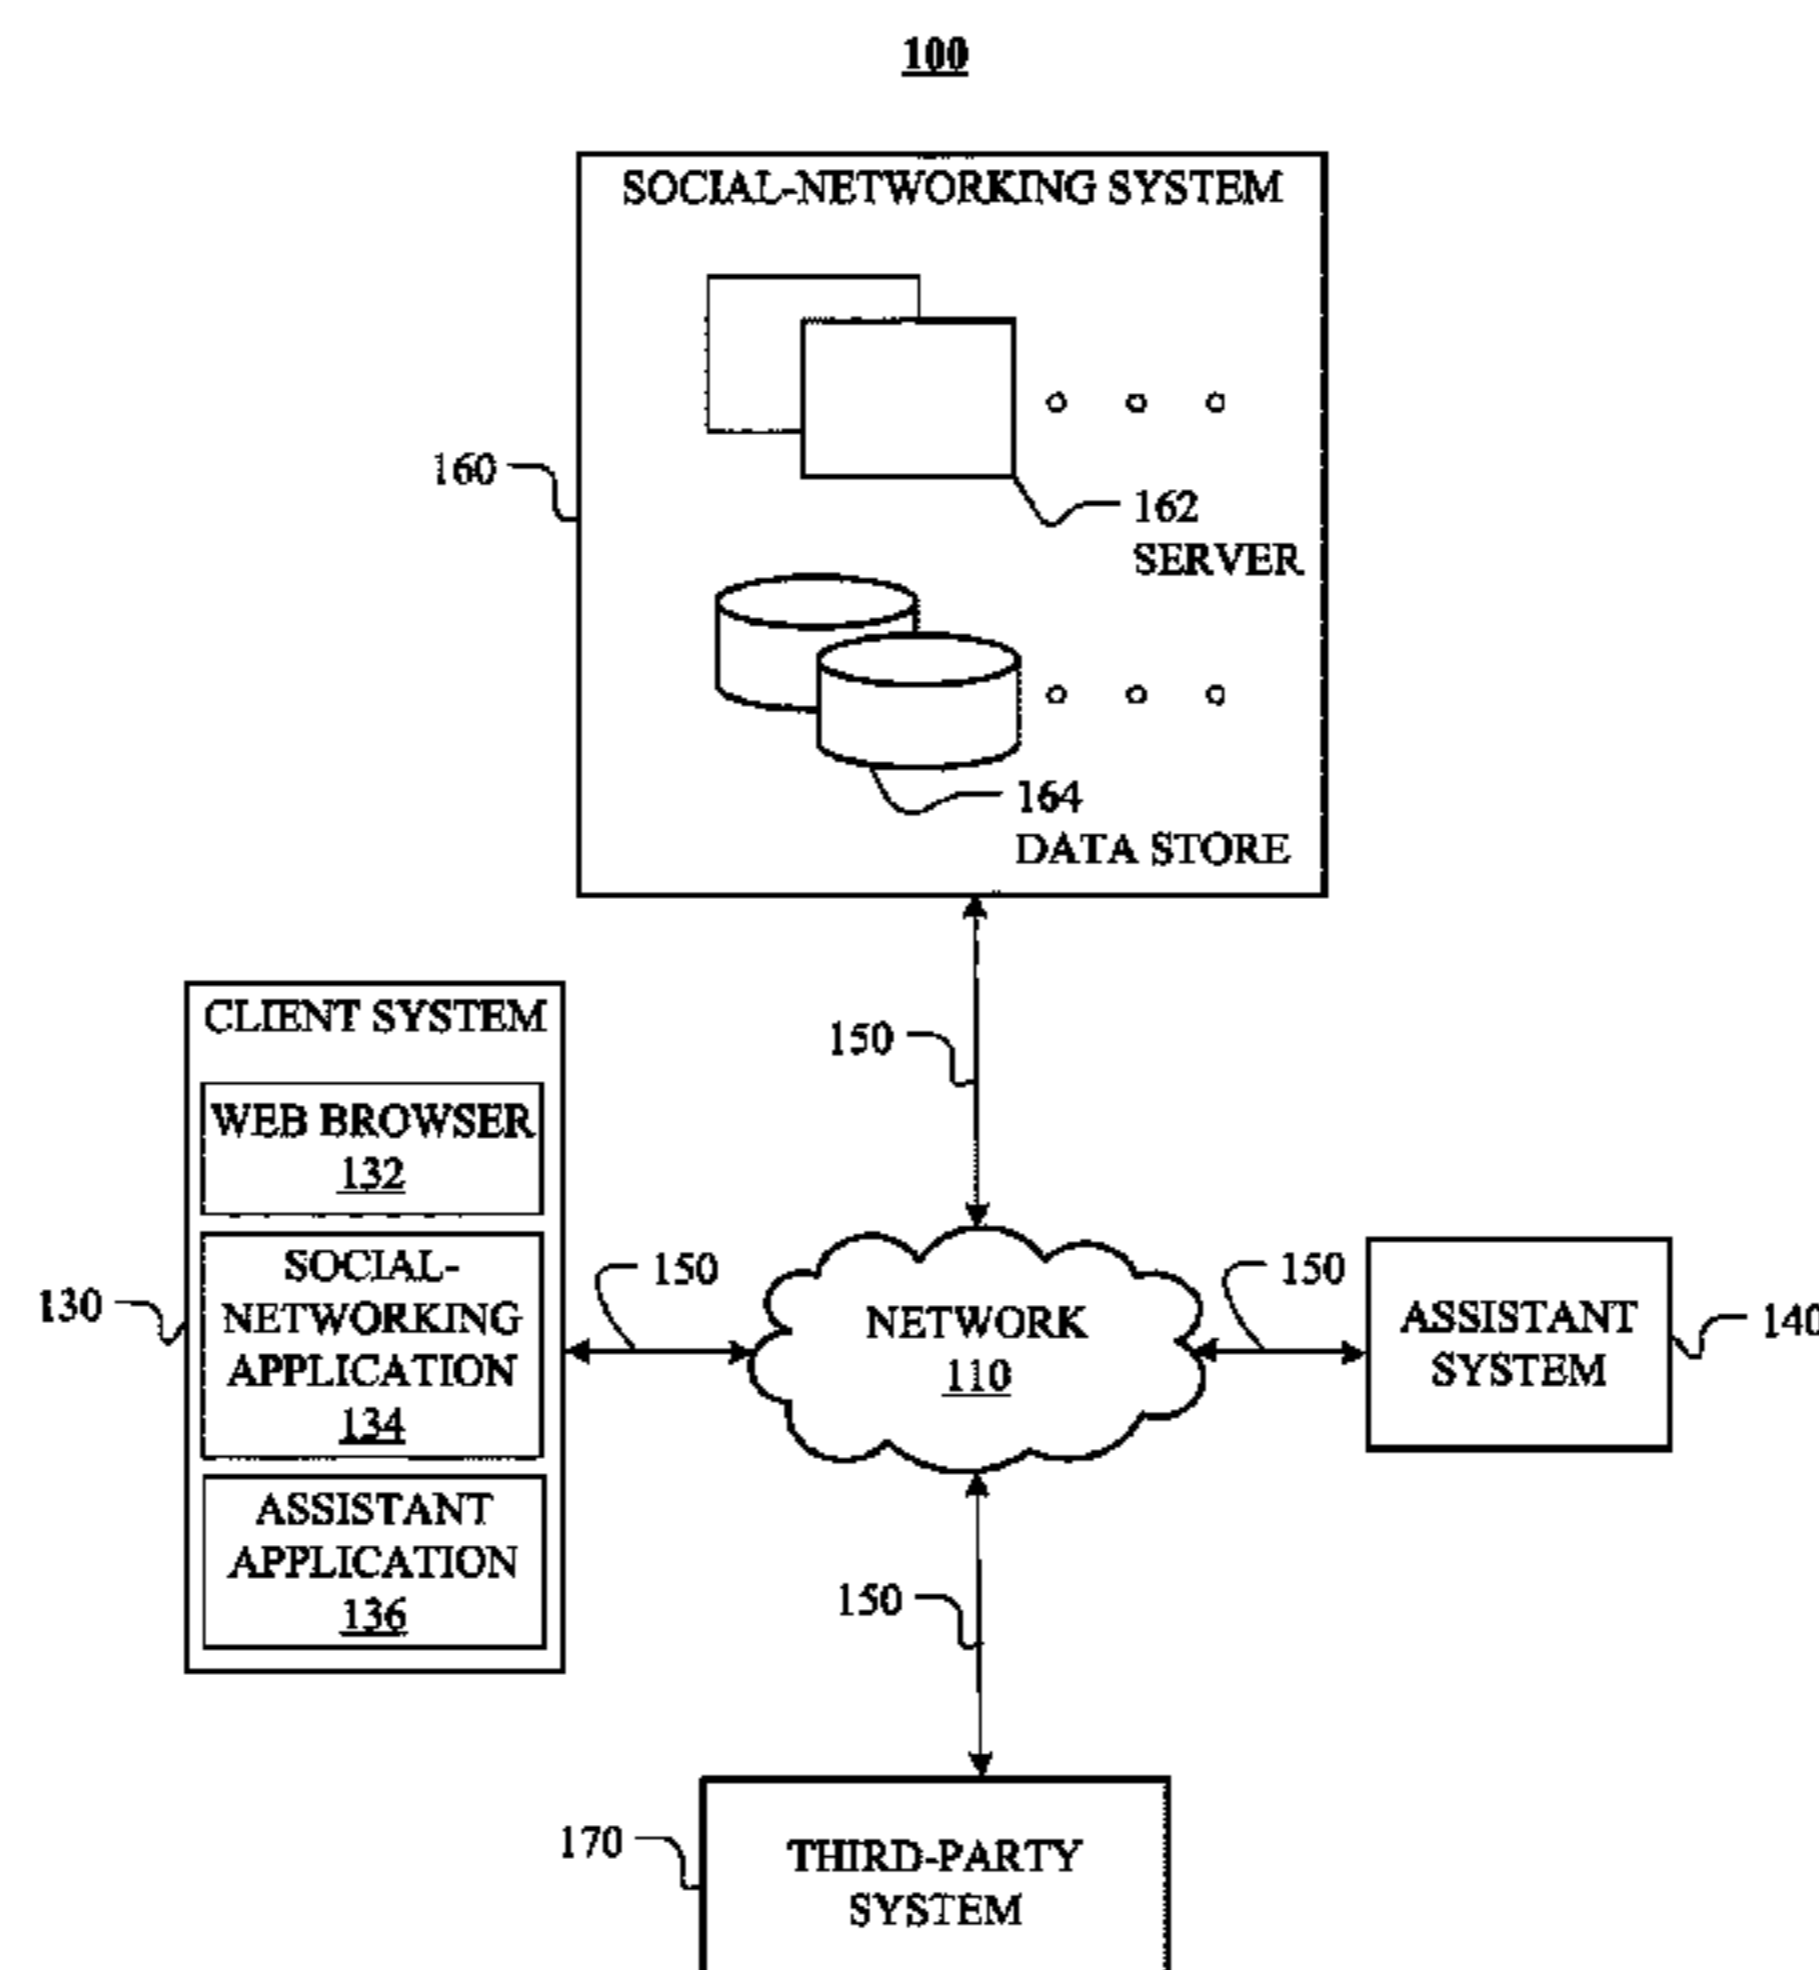 100
SOCIAL-NETWORKING SYSTEM
160
162
SERVER
164
DATA STORE
CLIENT SYSTEM
WEB BROWSER
132
SOCIAL-
NETWORKING
APPLICATION
134
ASSISTANT
APPLICATION
136
130
150
150
NETWORK
110
150
ASSISTANT
SYSTEM
140
150
170
THIRD-PARTY
SYSTEM